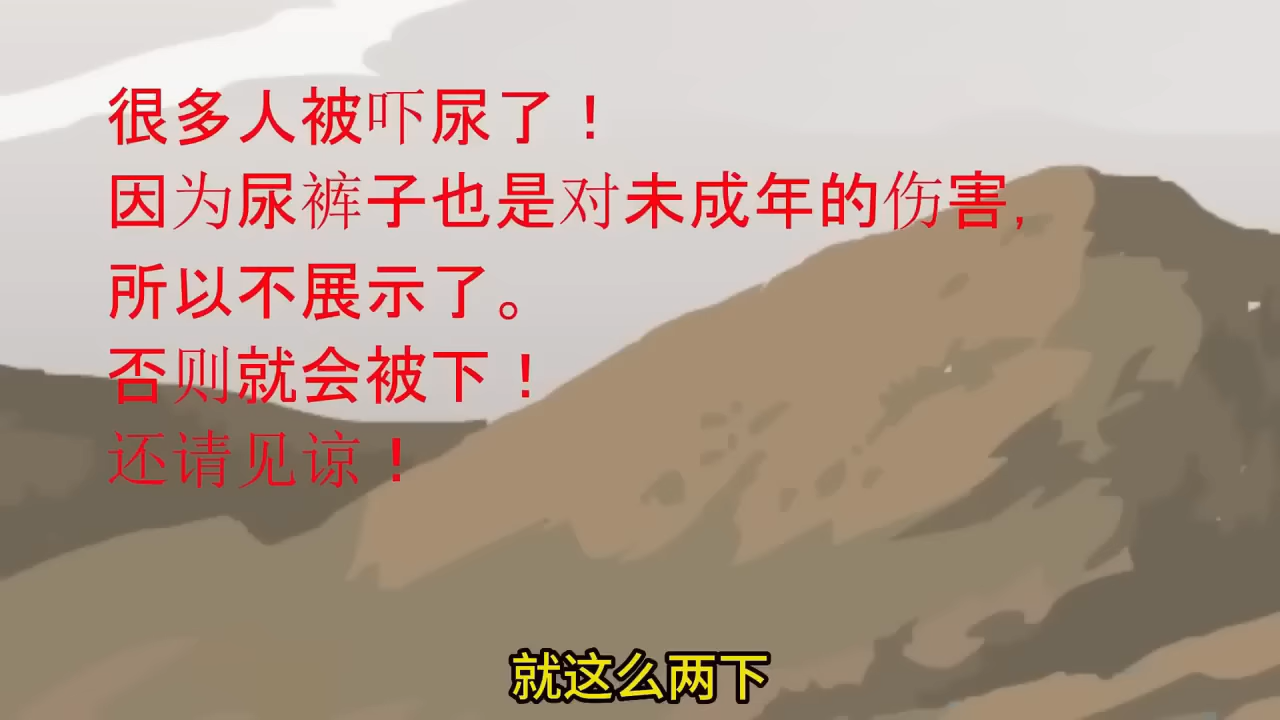 很多人被吓尿了！
因为尿裤子也是对未成年的伤害,
所以不展示了。
否则就会被下！
还请见谅！
就这么两下